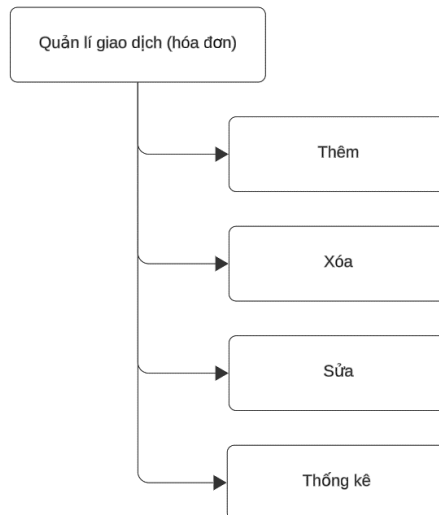 Quản lí giao dịch (hóa đơn)
Thêm
Xóa
Sửa
Thống kê